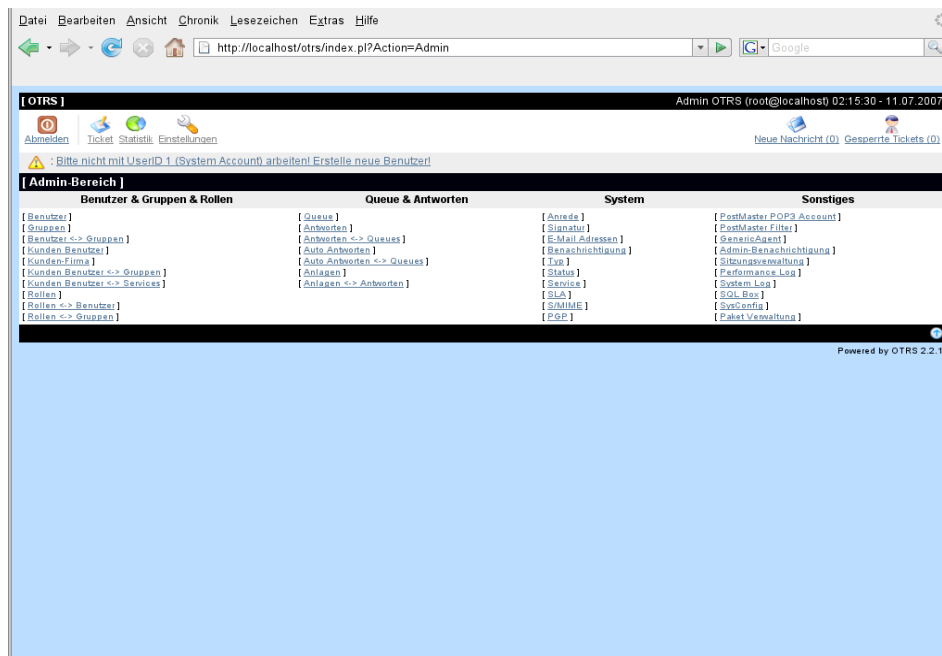 Datei Bearbeiten Ansicht Chronik Lesezeichen Extras Hilfe
http://localhost/otrs/index.pl?Action=Admin
G Google
[ OTRS ] Admin OTRS (root@localhost) 02:15:30 - 11.07.2007
Abmelden Ticket Statistik Einstellungen Neue Nachricht (0) Gesperrte Tickets (0)
: Bitte nicht mit UserID 1 (System Account) arbeiten! Erstelle neue Benutzer!
[ Admin-Bereich ]
Benutzer & Gruppen & Rollen Queue & Antworten System Sonstiges
[ Benutzer ] [ Queue ] [ Anrede ] [ PostMaster POP3 Account ]
[ Gruppen ] [ Antworten ] [ Signatur ] [ PostMaster Filter ]
[ Benutzer <-> Gruppen ] [ Antworten <-> Queues ] [ E-Mail Adressen ] [ GenericAgent ]
[ Kunden Benutzer ] [ Auto Antworten ] [ Benachrichtigung ] [ Admin-Benachrichtigung ]
[ Kunden-Firma ] [ Auto Antworten <-> Queues ] [ Typ ] [ Sitzungsverwaltung ]
[ Kunden Benutzer <-> Gruppen ] [ Anlagen ] [ Status ] [ Performance Log ]
[ Kunden Benutzer <-> Services ] [ Anlagen <-> Antworten ] [ Service ] [ System Log ]
[ Rollen ] [ SLA ] [ SQL Box ]
[ Rollen <-> Benutzer ] [ S/MIME ] [ SysConfig ]
[ Rollen <-> Gruppen ] [ PGP ] [ Paket Verwaltung ]
Powered by OTRS 2.2.1